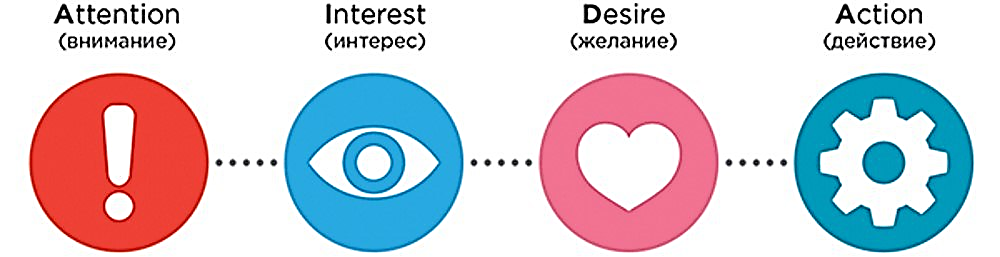 Attention
(внимание)
Interest
(интерес)
Desire
(желание)
Action
(действие)